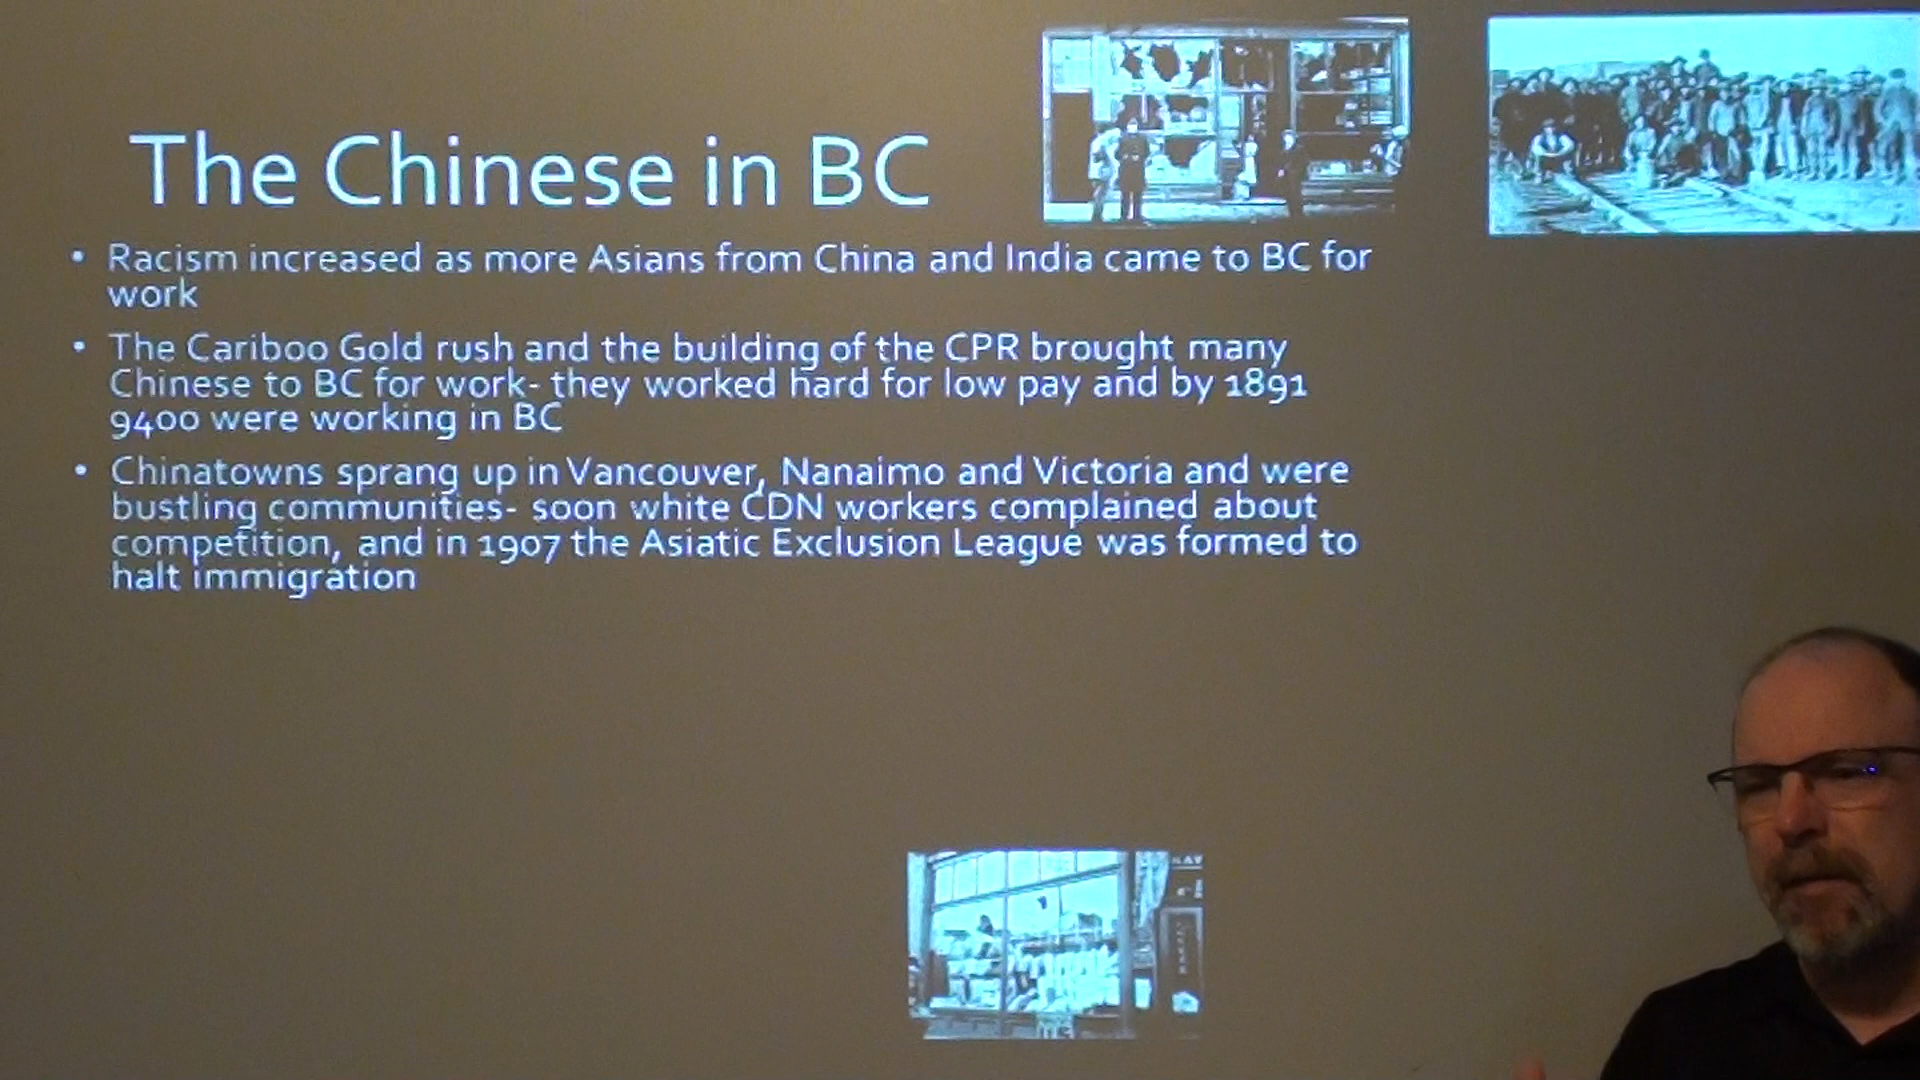 The Chinese in BC
• Racism increased as more Asians from China and India came to BC for
work
• The Cariboo Gold rush and the building of the CPR brought many
Chinese to BC for work- they worked hard for low pay and by 1891
9400 were working in BC
• Chinatowns sprang up in Vancouver, Nanaimo and Victoria and were
bustling communities- soon white CDN workers complained about
competition, and in 1907 the Asiatic Exclusion League was formed to
halt immigration